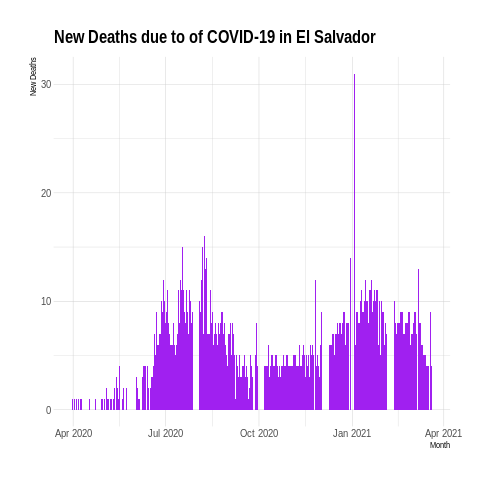 New Deaths due to of COVID-19 in El Salvador
New Deaths
30
20
10
0
Apr 2020
Jul 2020
Oct 2020
Jan 2021
Apr 2021
Month